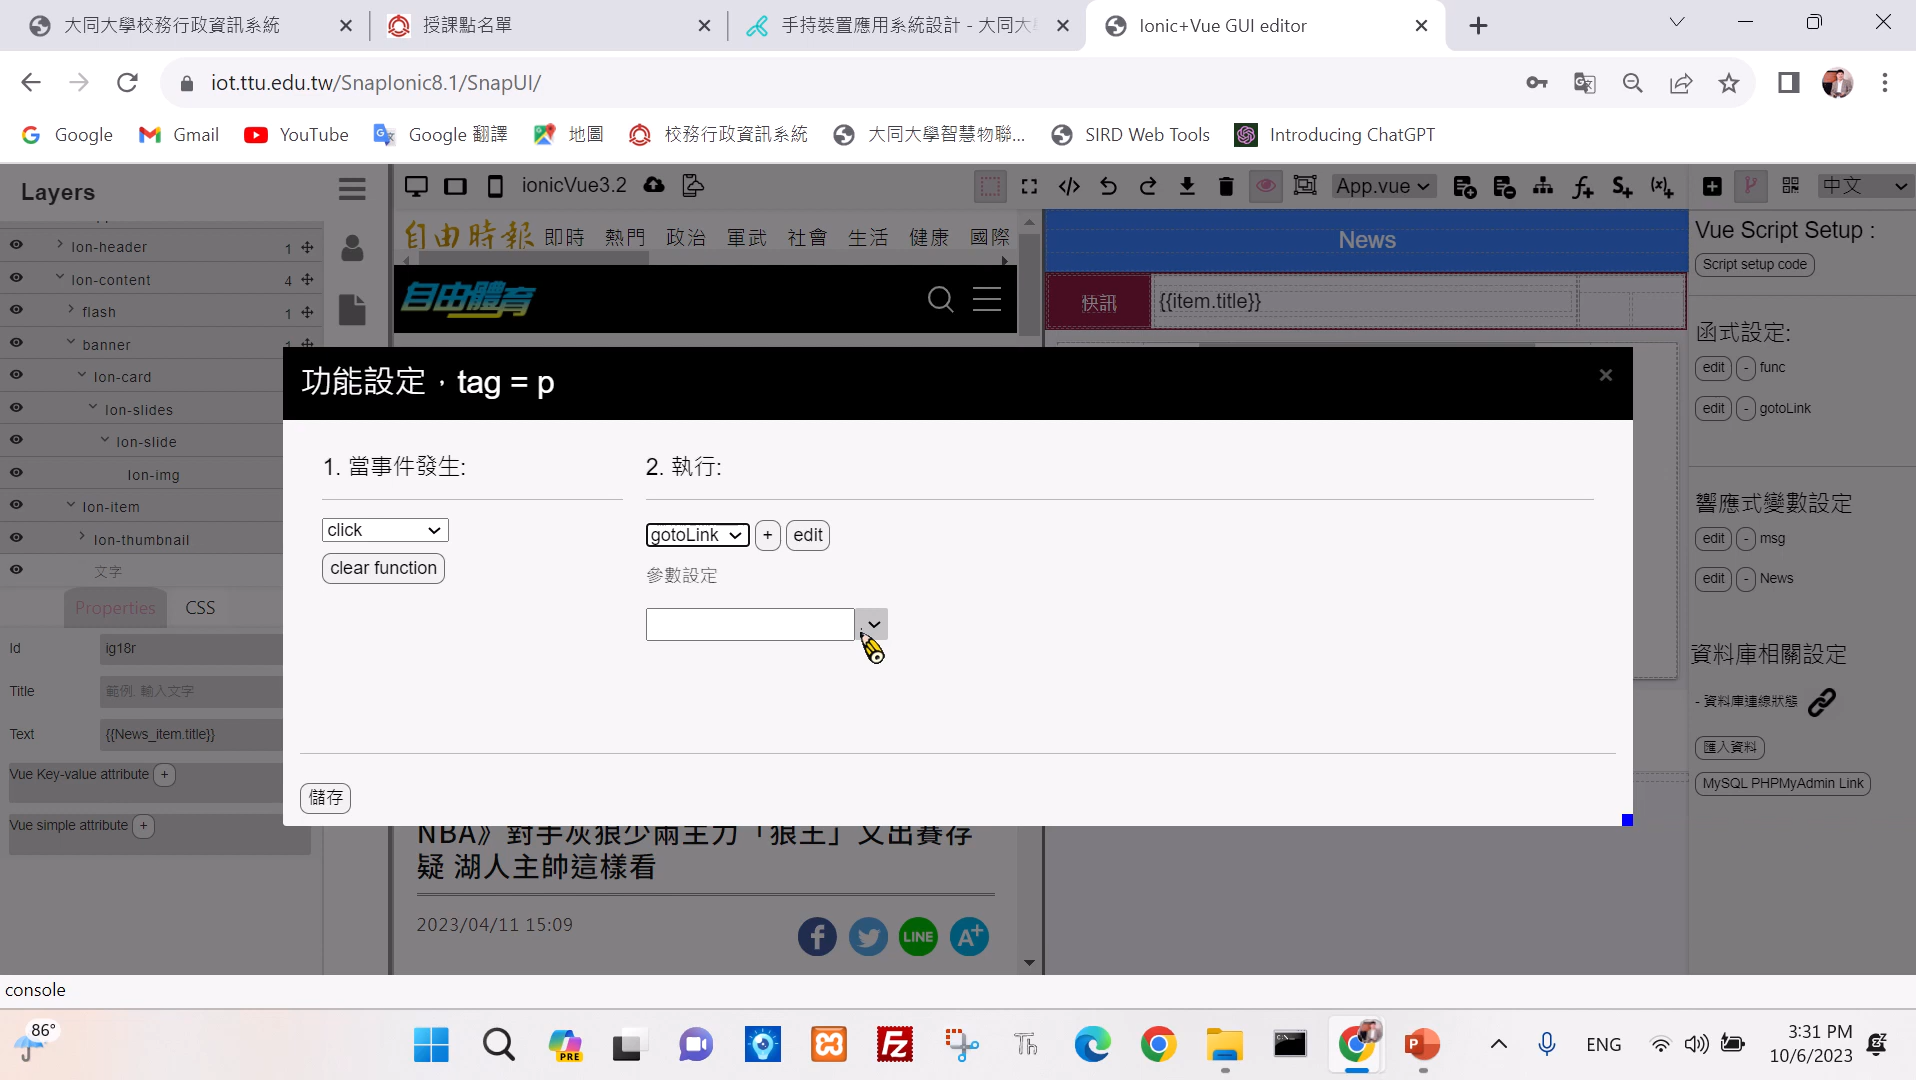 大同大學校務行政資訊系統
授課點名單
手持裝置應用系統設計 - 大同大
Ionic+Vue GUI editor
iot.ttu.edu.tw/SnapIonic8.1/SnapUI/
Google
Gmail
YouTube
Google 翻譯
地圖
校務行政資訊系統
大同大學智慧物聯...
SIRD Web Tools
Introducing ChatGPT
Layers
ionicVue3.2
App.vue
中文
Ion-header 1
Ion-content 4
flash 1
banner 1
Ion-card
Ion-slides
Ion-slide
Ion-img
Ion-item
Ion-thumbnail
文字
Properties
CSS
Id
ig18r
Title
範例. 輸入文字
Text
{{News_item.title}}
Vue Key-value attribute +
Vue simple attribute +
自由時報 即時 熱門 政治 軍武 社會 生活 健康 國際
自由體育
News
快訊
{{item.title}}
Vue Script Setup :
Script setup code
函式設定:
edit - func
edit - gotoLink
響應式變數設定
edit - msg
edit - News
資料庫相關設定
- 資料庫連線狀態
匯入資料
MySQL PHPMyAdmin Link
功能設定，tag = p
×
1. 當事件發生:
click
clear function
2. 執行:
gotoLink + edit
參數設定
儲存
NBA》對手灰狼少兩主力「狼王」又出賽存
疑 湖人主帥這樣看
2023/04/11 15:09
LINE
A+
console
86°
PRE
ENG
3:31 PM
10/6/2023